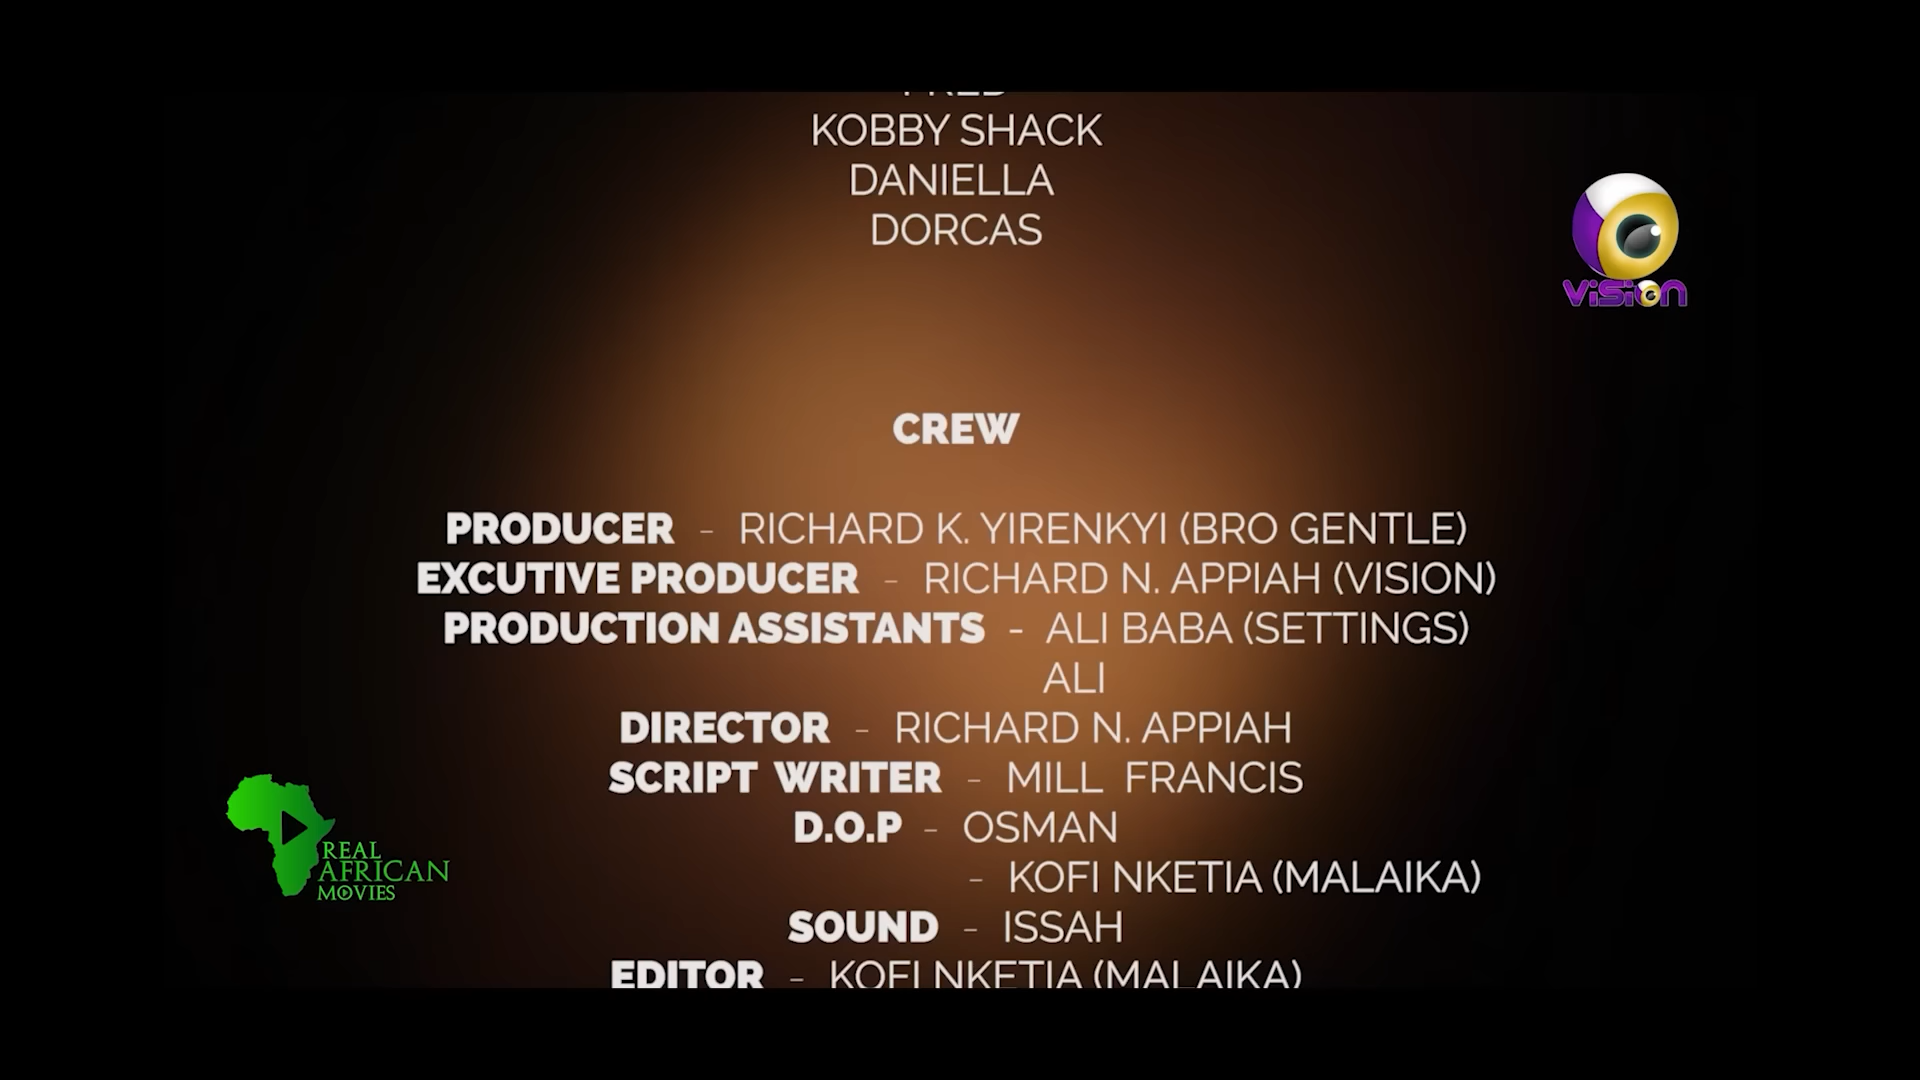 FRED
KOBBY SHACK
DANIELLA
DORCAS
ViSiOn
CREW
PRODUCER - RICHARD K. YIRENKYI (BRO GENTLE)
EXCUTIVE PRODUCER - RICHARD N. APPIAH (VISION)
PRODUCTION ASSISTANTS - ALI BABA (SETTINGS)
ALI
DIRECTOR - RICHARD N. APPIAH
SCRIPT WRITER - MILL FRANCIS
D.O.P - OSMAN
- KOFI NKETIA (MALAIKA)
SOUND - ISSAH
EDITOR - KOFI NKETIA (MALAIKA)
REAL
AFRICAN
MOVIES